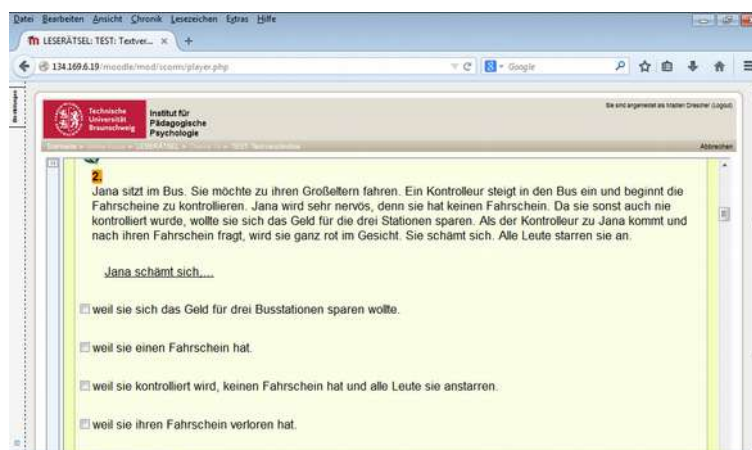 Datei Bearbeiten Ansicht Chronik Lesezeichen Extras Hilfe
LESERÄTSEL: TEST: Textver... × +
134.169.6.19/moodle/mod/scorm/player.php
Google
Technische
Universität
Braunschweig
Institut für
Pädagogische
Psychologie
Sie sind angemeldet als
(Logout)
Abbrechen
2.
Jana sitzt im Bus. Sie möchte zu ihren Großeltern fahren. Ein Kontrolleur steigt in den Bus ein und beginnt die
Fahrscheine zu kontrollieren. Jana wird sehr nervös, denn sie hat keinen Fahrschein. Da sie sonst auch nie
kontrolliert wurde, wollte sie sich das Geld für die drei Stationen sparen. Als der Kontrolleur zu Jana kommt und
nach ihren Fahrschein fragt, wird sie ganz rot im Gesicht. Sie schämt sich. Alle Leute starren sie an.
Jana schämt sich,...
weil sie sich das Geld für drei Busstationen sparen wollte.
weil sie einen Fahrschein hat.
weil sie kontrolliert wird, keinen Fahrschein hat und alle Leute sie anstarren.
weil sie ihren Fahrschein verloren hat.